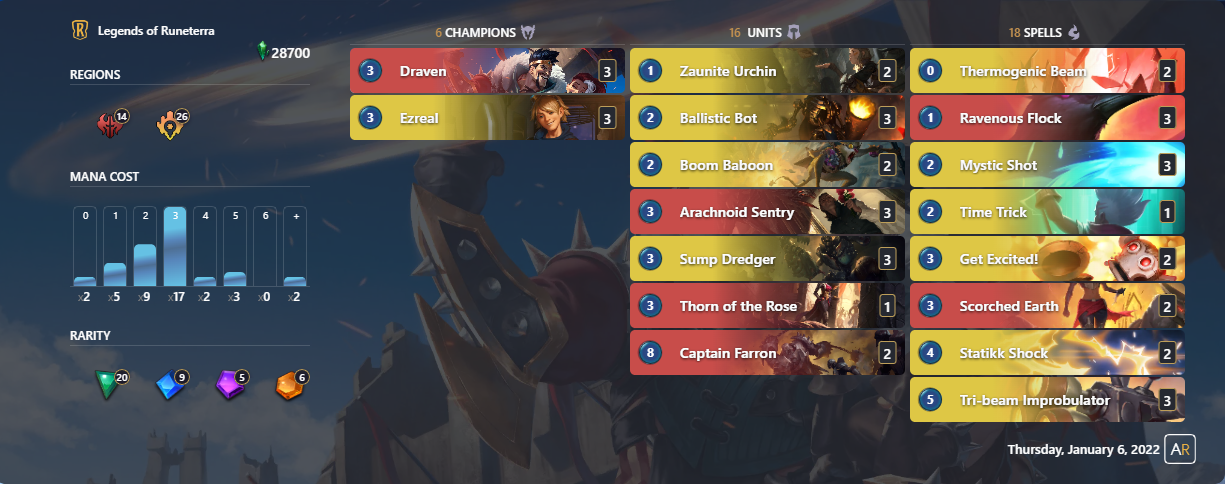 Legends of Runeterra
28700
REGIONS
14
26
MANA COST
0 1 2 3 4 5 6 +
x2 x5 x9 x17 x2 x3 x0 x2
RARITY
20
9
5
6
6 CHAMPIONS
3 Draven 3
3 Ezreal 3
16 UNITS
1 Zaunite Urchin 2
2 Ballistic Bot 3
2 Boom Baboon 2
3 Arachnoid Sentry 3
3 Sump Dredger 3
3 Thorn of the Rose 1
8 Captain Farron 2
18 SPELLS
0 Thermogenic Beam 2
1 Ravenous Flock 3
2 Mystic Shot 3
2 Time Trick 1
3 Get Excited! 2
3 Scorched Earth 2
4 Statikk Shock 2
5 Tri-beam Improbulator 3
Thursday, January 6, 2022 AR